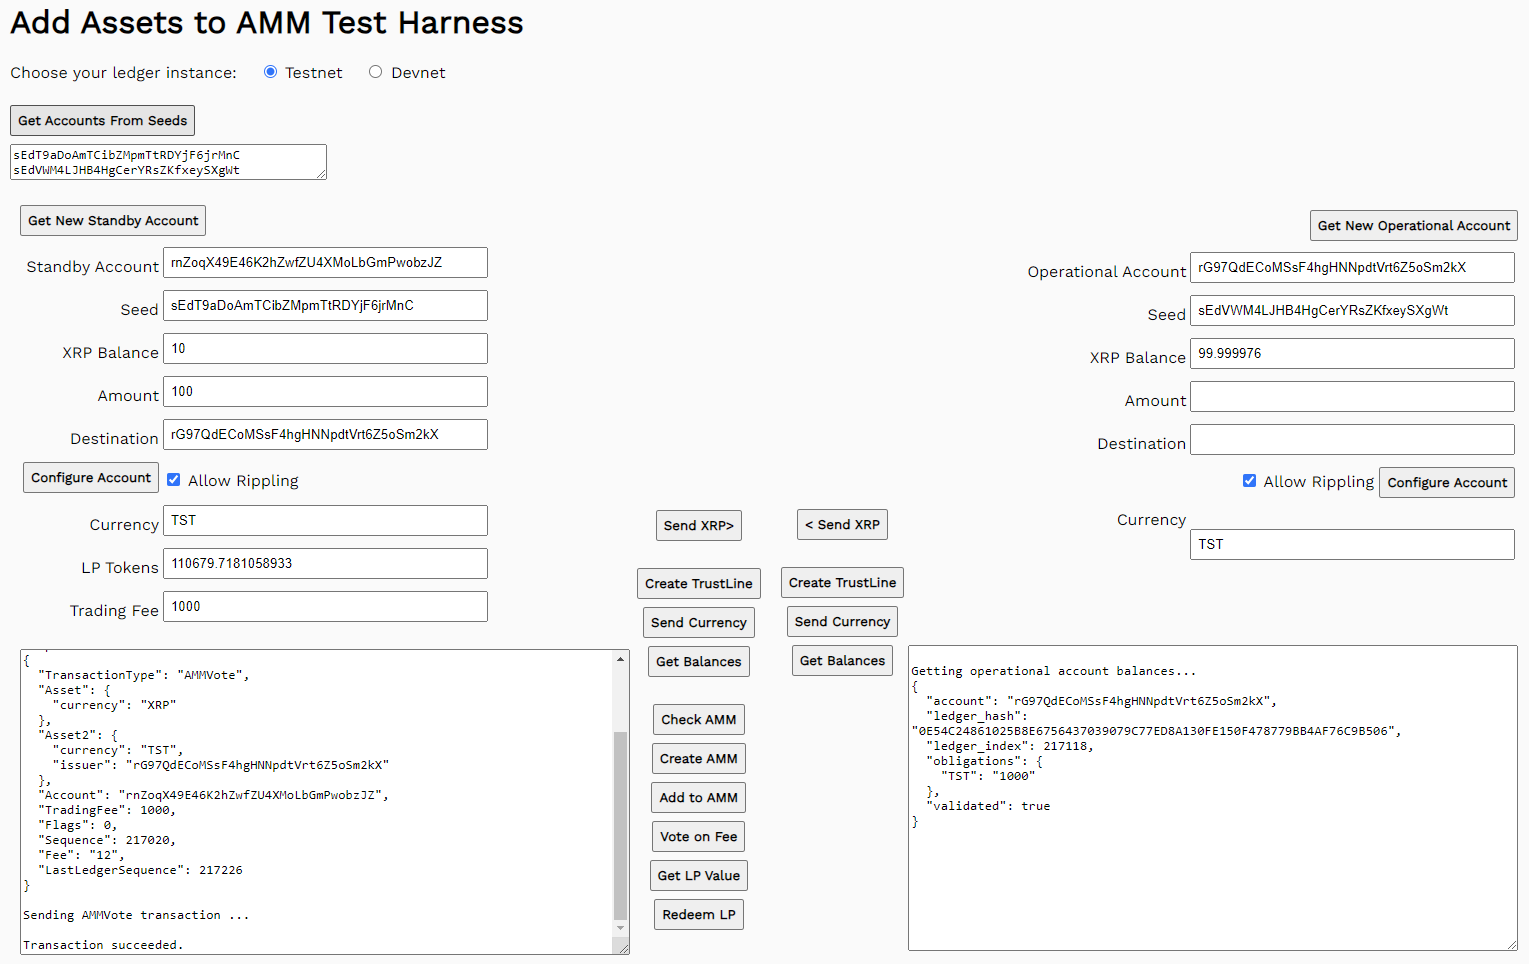 Add Assets to AMM Test Harness
Choose your ledger instance: Testnet Devnet
Get Accounts From Seeds
sEdT9aDoAmTCibZMpmTtRDYjF6jrMnC
sEdVWM4LJHB4HgCerYRsZKfxeySXgWt
Get New Standby Account
Standby Account rnZoqX49E46K2hZwfZU4XMoLbGmPwobzJZ
Seed sEdT9aDoAmTCibZMpmTtRDYjF6jrMnC
XRP Balance 10
Amount 100
Destination rG97QdECoMSsF4hgHNNpdtVrt6Z5oSm2kX
Configure Account Allow Rippling
Currency TST
LP Tokens 110679.7181058933
Trading Fee 1000
{
  "TransactionType": "AMMVote",
  "Asset": {
    "currency": "XRP"
  },
  "Asset2": {
    "currency": "TST",
    "issuer": "rG97QdECoMSsF4hgHNNpdtVrt6Z5oSm2kX"
  },
  "Account": "rnZoqX49E46K2hZwfZU4XMoLbGmPwobzJZ",
  "TradingFee": 1000,
  "Flags": 0,
  "Sequence": 217020,
  "Fee": "12",
  "LastLedgerSequence": 217226
}
Sending AMMVote transaction ...
Transaction succeeded.
Send XRP>
Create TrustLine
Send Currency
Get Balances
Check AMM
Create AMM
Add to AMM
Vote on Fee
Get LP Value
Redeem LP
< Send XRP
Create TrustLine
Send Currency
Get Balances
Get New Operational Account
Operational Account rG97QdECoMSsF4hgHNNpdtVrt6Z5oSm2kX
Seed sEdVWM4LJHB4HgCerYRsZKfxeySXgWt
XRP Balance 99.999976
Amount
Destination
Allow Rippling Configure Account
Currency
TST
Getting operational account balances...
{
  "account": "rG97QdECoMSsF4hgHNNpdtVrt6Z5oSm2kX",
  "ledger_hash":
"0E54C24861025B8E6756437039079C77ED8A130FE150F478779BB4AF76C9B506",
  "ledger_index": 217118,
  "obligations": {
    "TST": "1000"
  },
  "validated": true
}